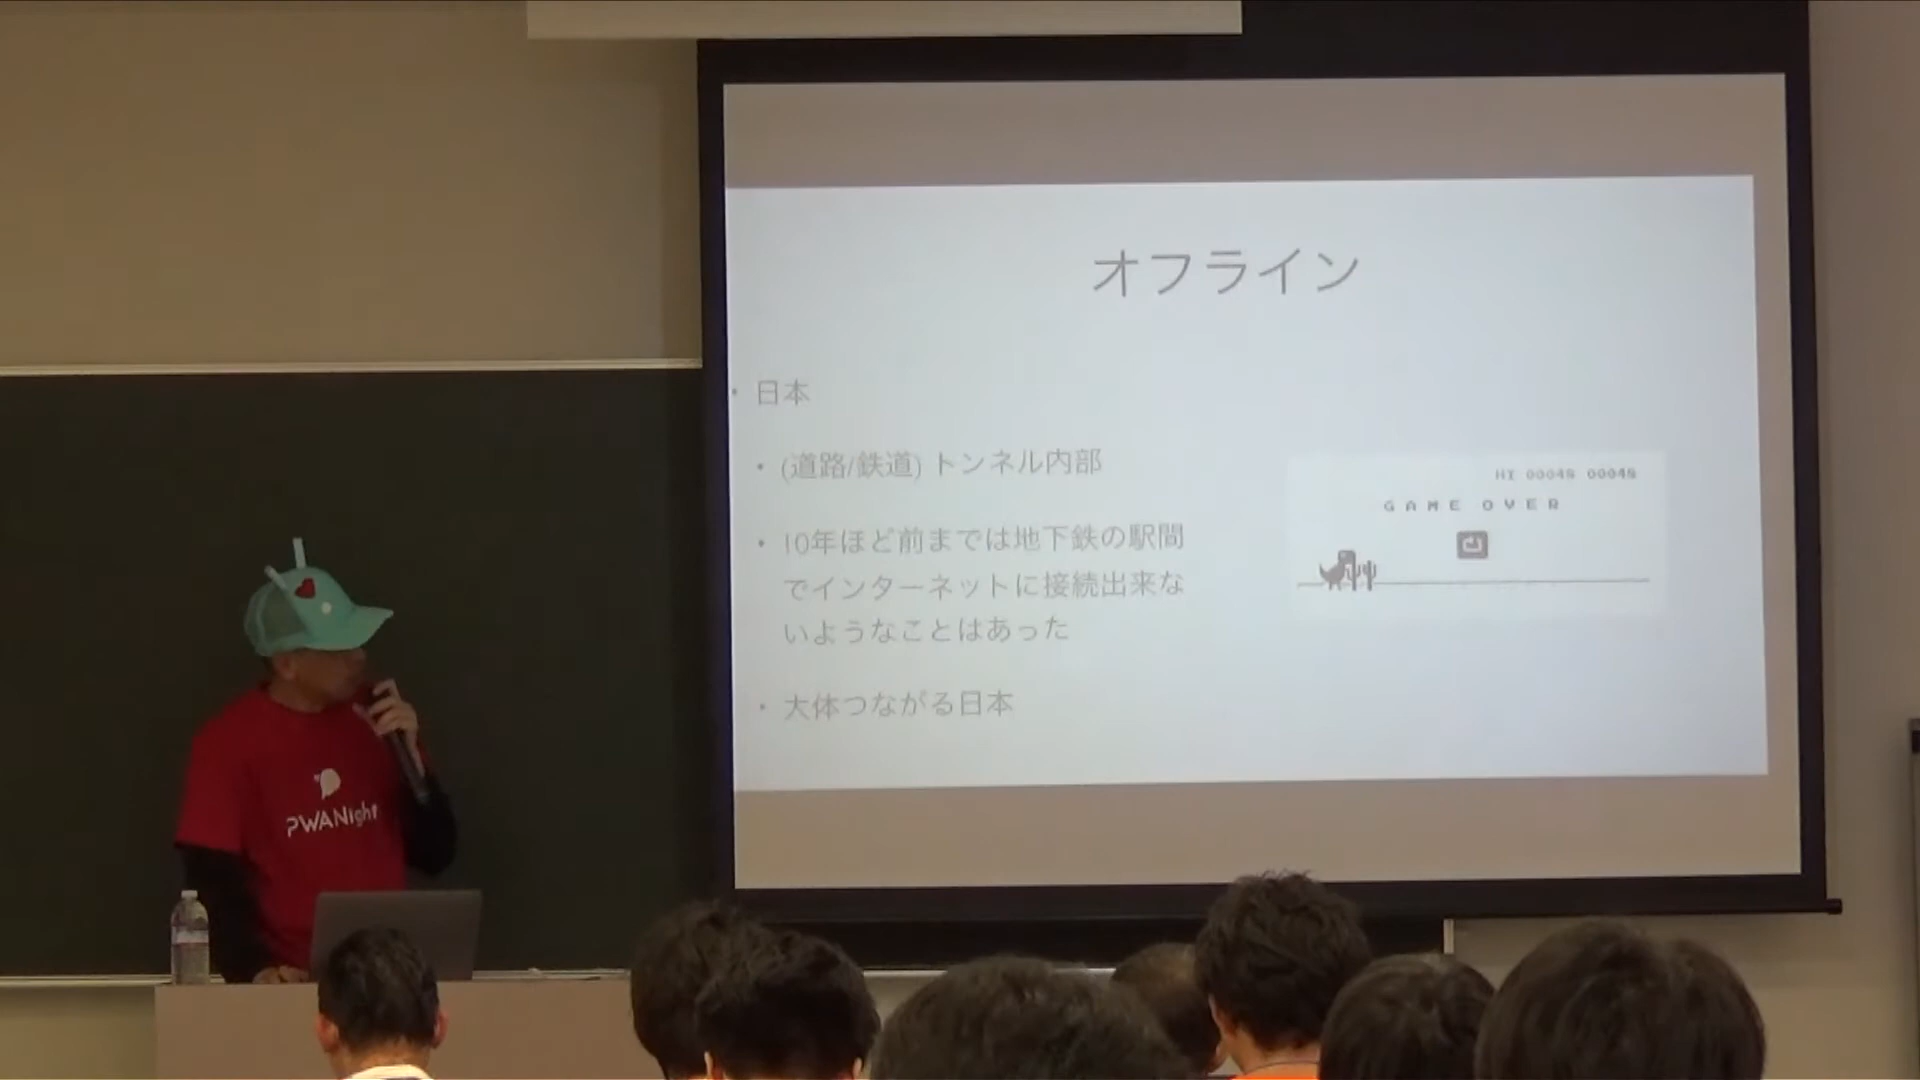 オフライン
・日本
・(道路/鉄道) トンネル内部
・10年ほど前までは地下鉄の駅間
でインターネットに接続出来な
いようなことはあった
・大体つながる日本
HI 00048 00048
GAME OVER
PWANight